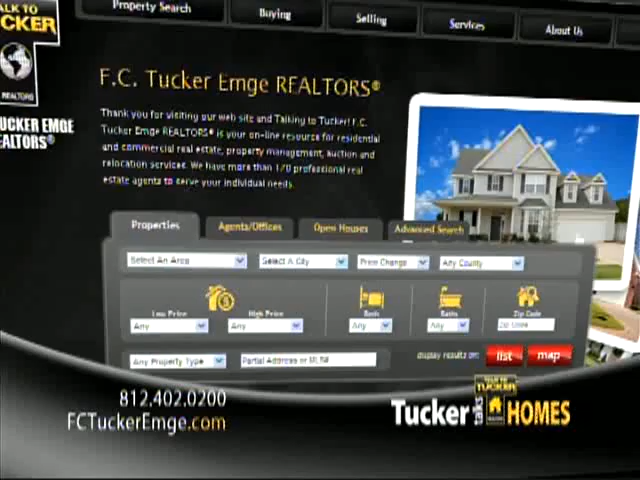 TALK TO
TUCKER
REALTORS
TUCKER EMGE
REALTORS®
Property Search
Buying
Selling
Services
About Us
F.C. Tucker Emge REALTORS®
Thank you for visiting our web site and Talking to Tucker! F.C.
Tucker Emge REALTORS® is your on-line resource for residential
and commercial real estate, property management, auction and
relocation services. We have more than 170 professional real
estate agents to serve your individual needs.
Properties
Agents/Offices
Open Houses
Advanced Search
Select An Area
Select A City
Price Change
Any County
Low Price
High Price
Beds
Baths
Zip Code
Any
Any
Any
Any
Zip Code
Any Property Type
Partial Address or MLS#
display results on:
list
map
812.402.0200
FCTuckerEmge.com
Tucker
talks
TALK TO
TUCKER
HOMES